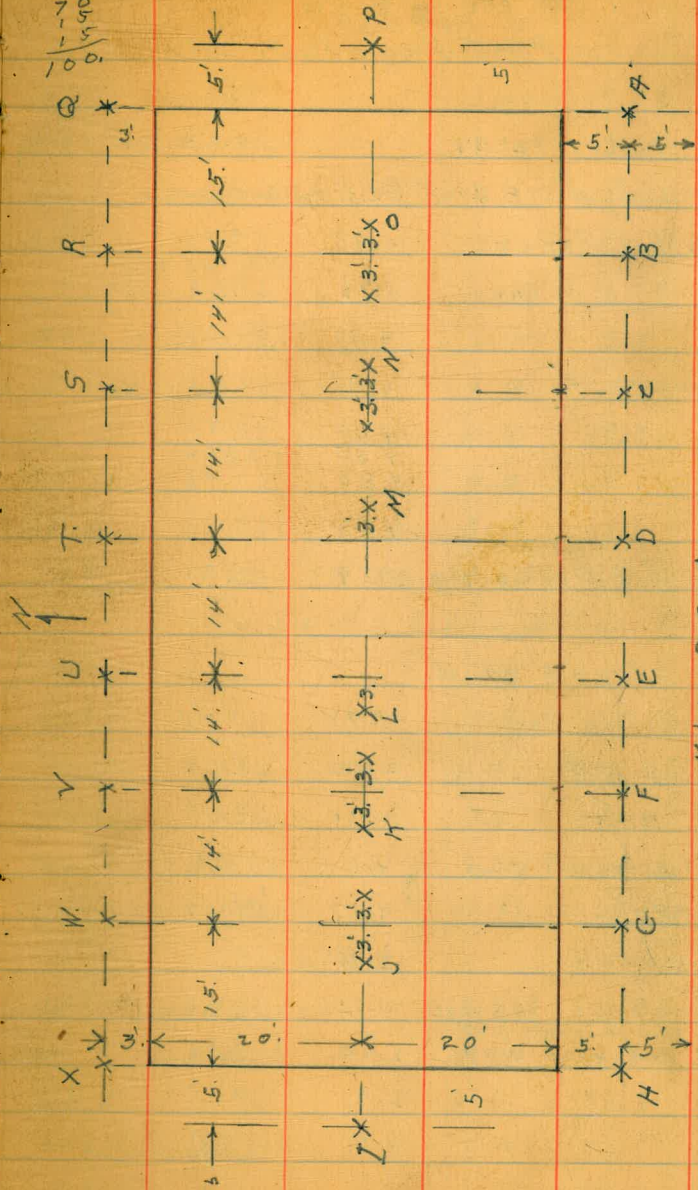 X W. V U T. S R Q
3' 3'
N
5' 15' 14' 14' 14' 14' 14' 15' 5'
3' 3' 3' 3' 3' 3' 3' 3' 3' 3'
J K L M N O P
20' 20'
5' 5'
5' 5' 5'
H G F E D B A